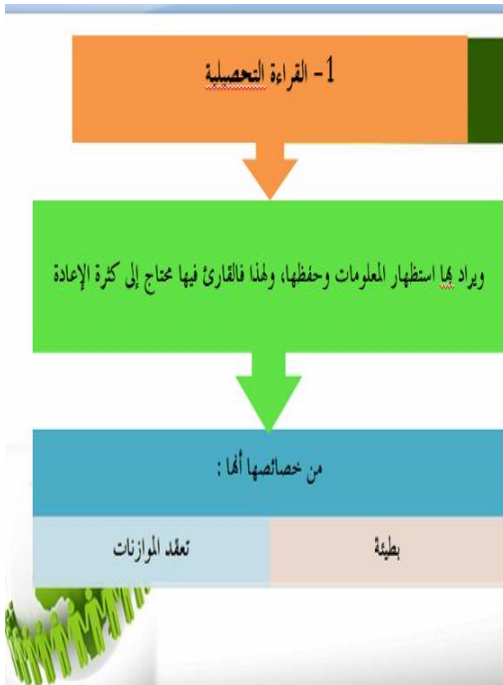 1- القراءة التحصيلية
ويراد بها استظهار المعلومات وحفظها، ولهذا فالقارئ فيها محتاج إلى كثرة الإعادة
من خصائصها أنها :
بطيئة
تعقد الموازنات